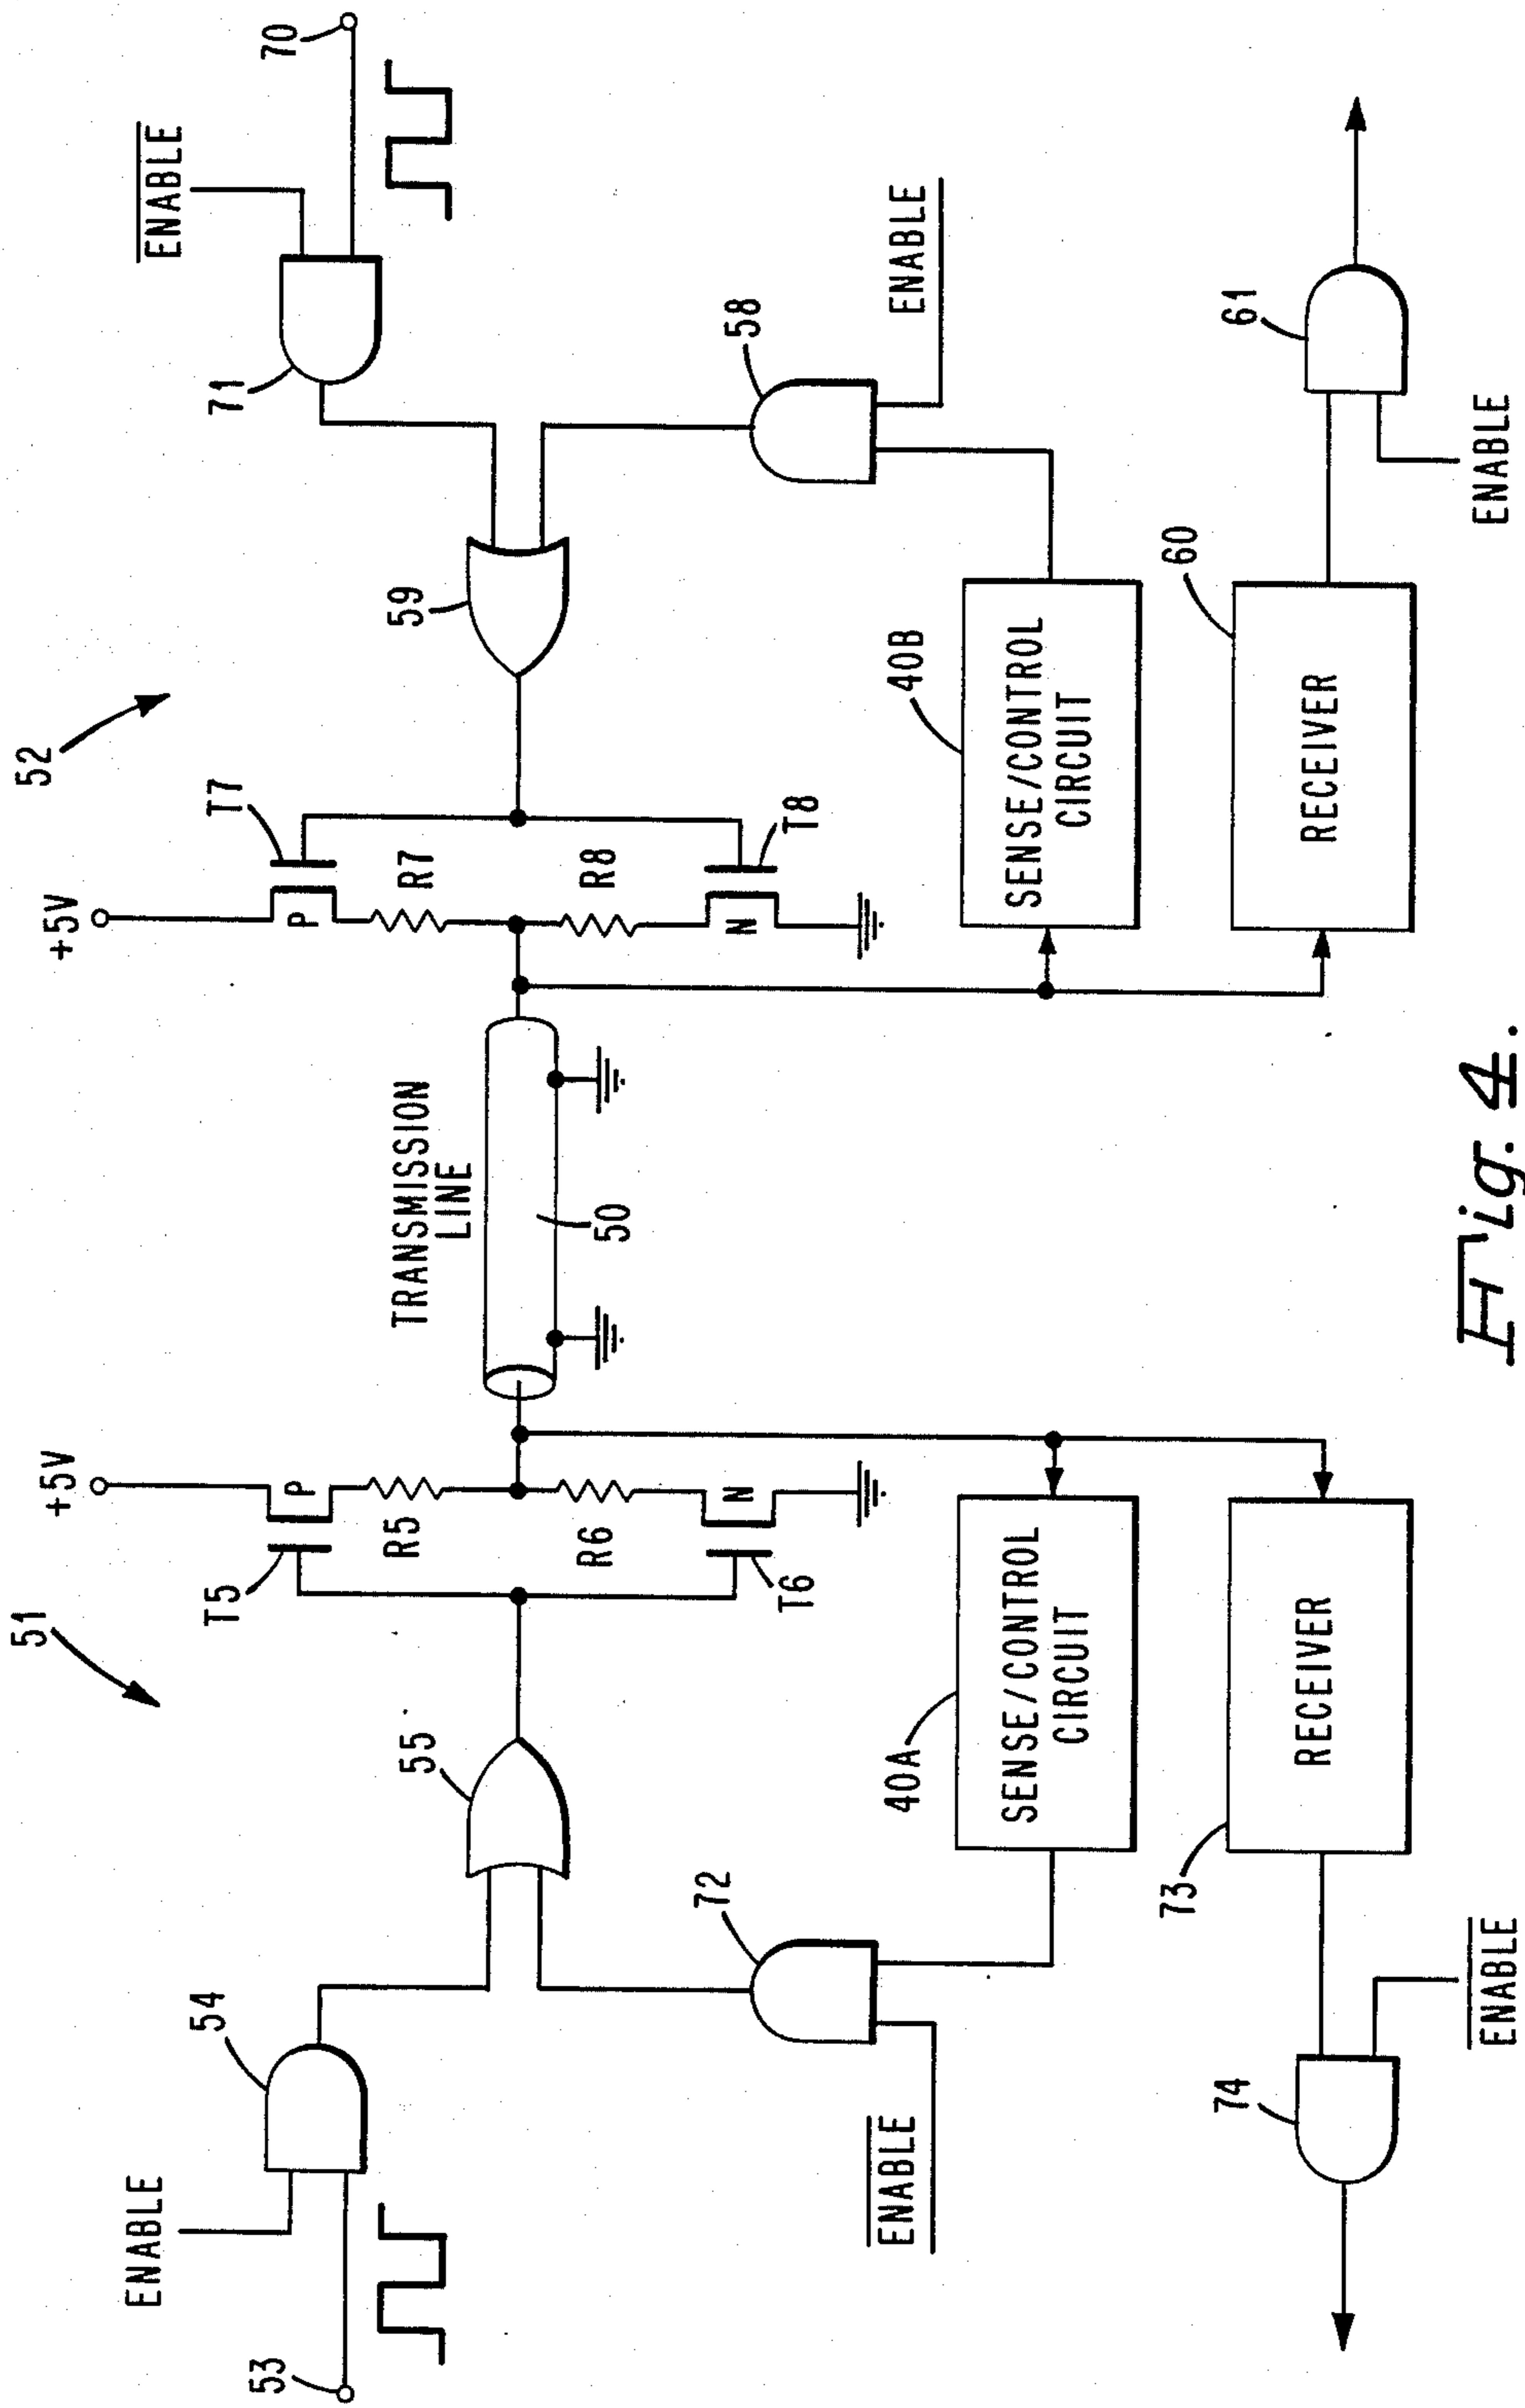 51
52
+5V
+5V
ENABLE
53
54
T5
P
R5
55
R6
N
T6
TRANSMISSION
LINE
50
T7
P
R7
R8
N
T8
59
71
ENABLE
70
72
ENABLE
58
ENABLE
40A
SENSE/CONTROL
CIRCUIT
40B
SENSE/CONTROL
CIRCUIT
73
RECEIVER
60
RECEIVER
74
ENABLE
61
ENABLE
Fig. 4.